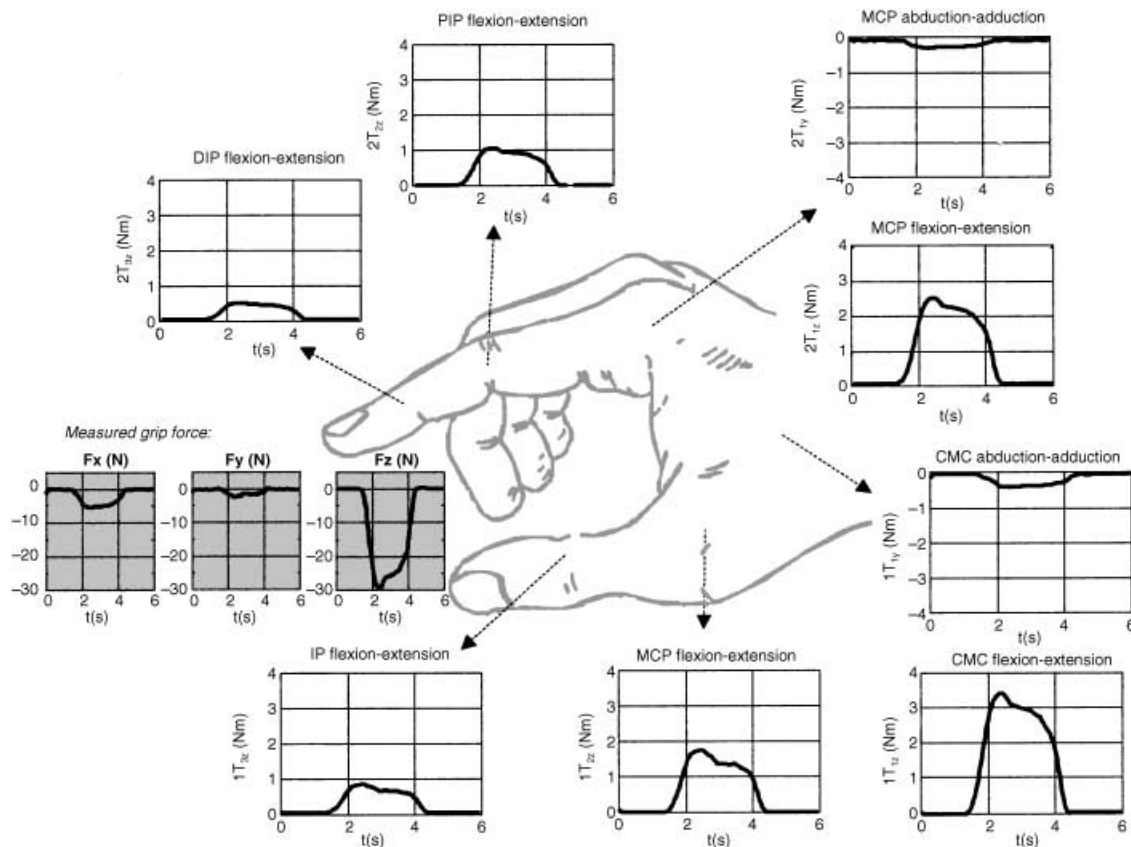 PIP flexion-extension
4
3
2
1
0
2T2z (Nm)
0 2 4 6
t(s)
MCP abduction-adduction
0
−1
−2
−3
−4
2T1y (Nm)
0 2 4 6
t(s)
DIP flexion-extension
4
3
2
1
0
2T3z (Nm)
0 2 4 6
t(s)
MCP flexion-extension
4
3
2
1
0
2T1z (Nm)
0 2 4 6
t(s)
Measured grip force:
Fx (N)
0
−10
−20
−30
0 2 4 6
t(s)
Fy (N)
0
−10
−20
−30
0 2 4 6
t(s)
Fz (N)
0
−10
−20
−30
0 2 4 6
t(s)
CMC abduction-adduction
0
−1
−2
−3
−4
1T1y (Nm)
0 2 4 6
t(s)
IP flexion-extension
4
3
2
1
0
1T3z (Nm)
0 2 4 6
t(s)
MCP flexion-extension
4
3
2
1
0
1T2z (Nm)
0 2 4 6
t(s)
CMC flexion-extension
4
3
2
1
0
1T1z (Nm)
0 2 4 6
t(s)